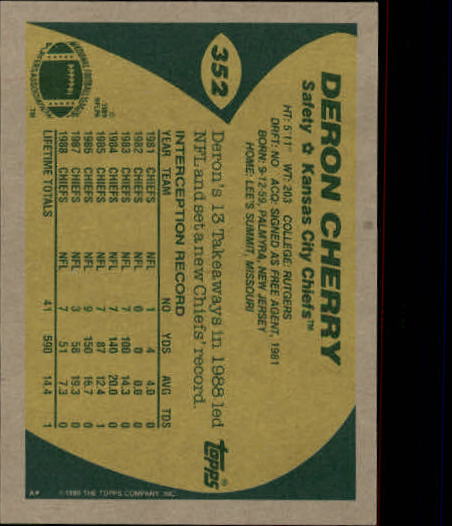 352
DERON CHERRY
Safety ☆ Kansas City Chiefs™
HT: 5'11" WT: 203 COLLEGE: RUTGERS
DRFT: NO ACQ: SIGNED AS FREE AGENT, 1981
BORN: 9-12-59, PALMYRA, NEW JERSEY
HOME: LEE'S SUMMIT, MISSOURI
Deron's 13 Takeaways in 1988 led
NFL and set a new Chiefs' record.
topps®
INTERCEPTION RECORD
YEAR TEAM NO YDS AVG TDS
1981 CHIEFS NFL 1 4 4.0 0
1982 CHIEFS NFL 0 0 0.0 0
1983 CHIEFS NFL 7 100 14.3 0
1984 CHIEFS NFL 7 140 20.0 0
1985 CHIEFS NFL 7 87 12.4 1
1986 CHIEFS NFL 9 150 16.7 0
1987 CHIEFS NFL 3 58 19.3 0
1988 CHIEFS NFL 7 51 7.3 0
LIFETIME TOTALS 41 590 14.4 1
A* ©1989 THE TOPPS COMPANY, INC.